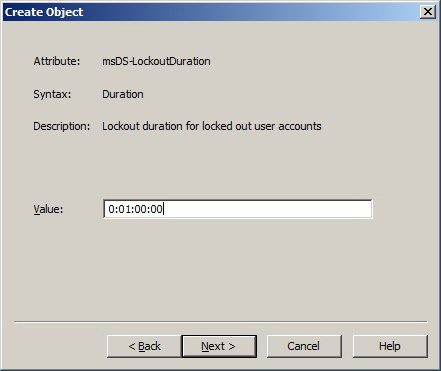 Create Object
Attribute: msDS-LockoutDuration
Syntax: Duration
Description: Lockout duration for locked out user accounts
Value: 0:01:00:00
< Back Next > Cancel Help